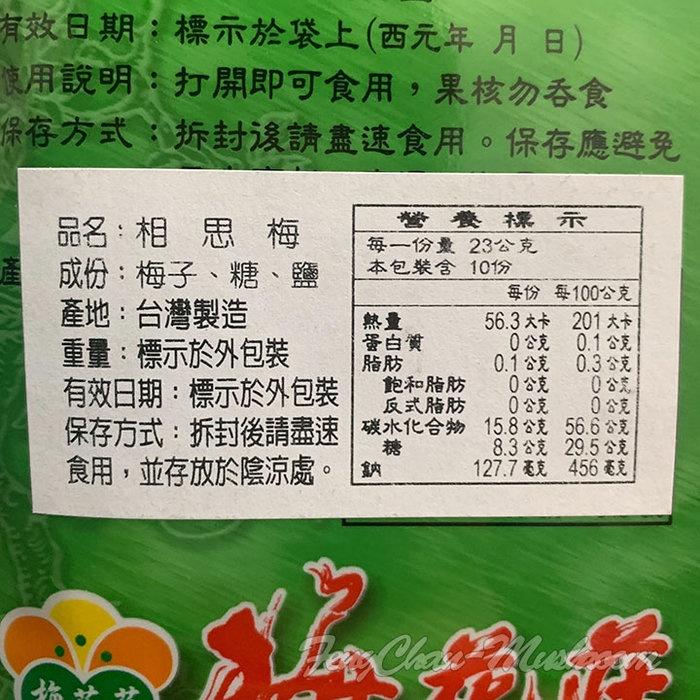 有效日期：標示於袋上(西元年 月 日)
使用說明：打開即可食用，果核勿吞食
保存方式：拆封後請盡速食用。保存應避免
產
品名：相思梅
成份：梅子、糖、鹽
產地：台灣製造
重量：標示於外包裝
有效日期：標示於外包裝
保存方式：拆封後請盡速
食用，並存放於陰涼處。
營養標示
每一份量 23公克
本包裝含 10份
每份 每100公克
熱量 56.3 大卡 201 大卡
蛋白質 0 公克 0.1 公克
脂肪 0.1 公克 0.3 公克
飽和脂肪 0 公克 0 公克
反式脂肪 0 公克 0 公克
碳水化合物 15.8 公克 56.6 公克
糖 8.3 公克 29.5 公克
鈉 127.7 毫克 456 毫克
FengChau-Mushroom